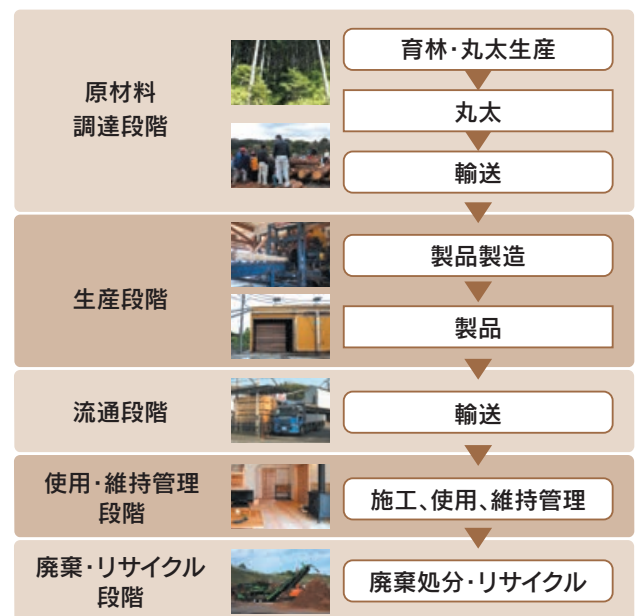 原材料
調達段階
育林・丸太生産
丸太
輸送
生産段階
製品製造
製品
流通段階
輸送
使用・維持管理
段階
施工、使用、維持管理
廃棄・リサイクル
段階
廃棄処分・リサイクル